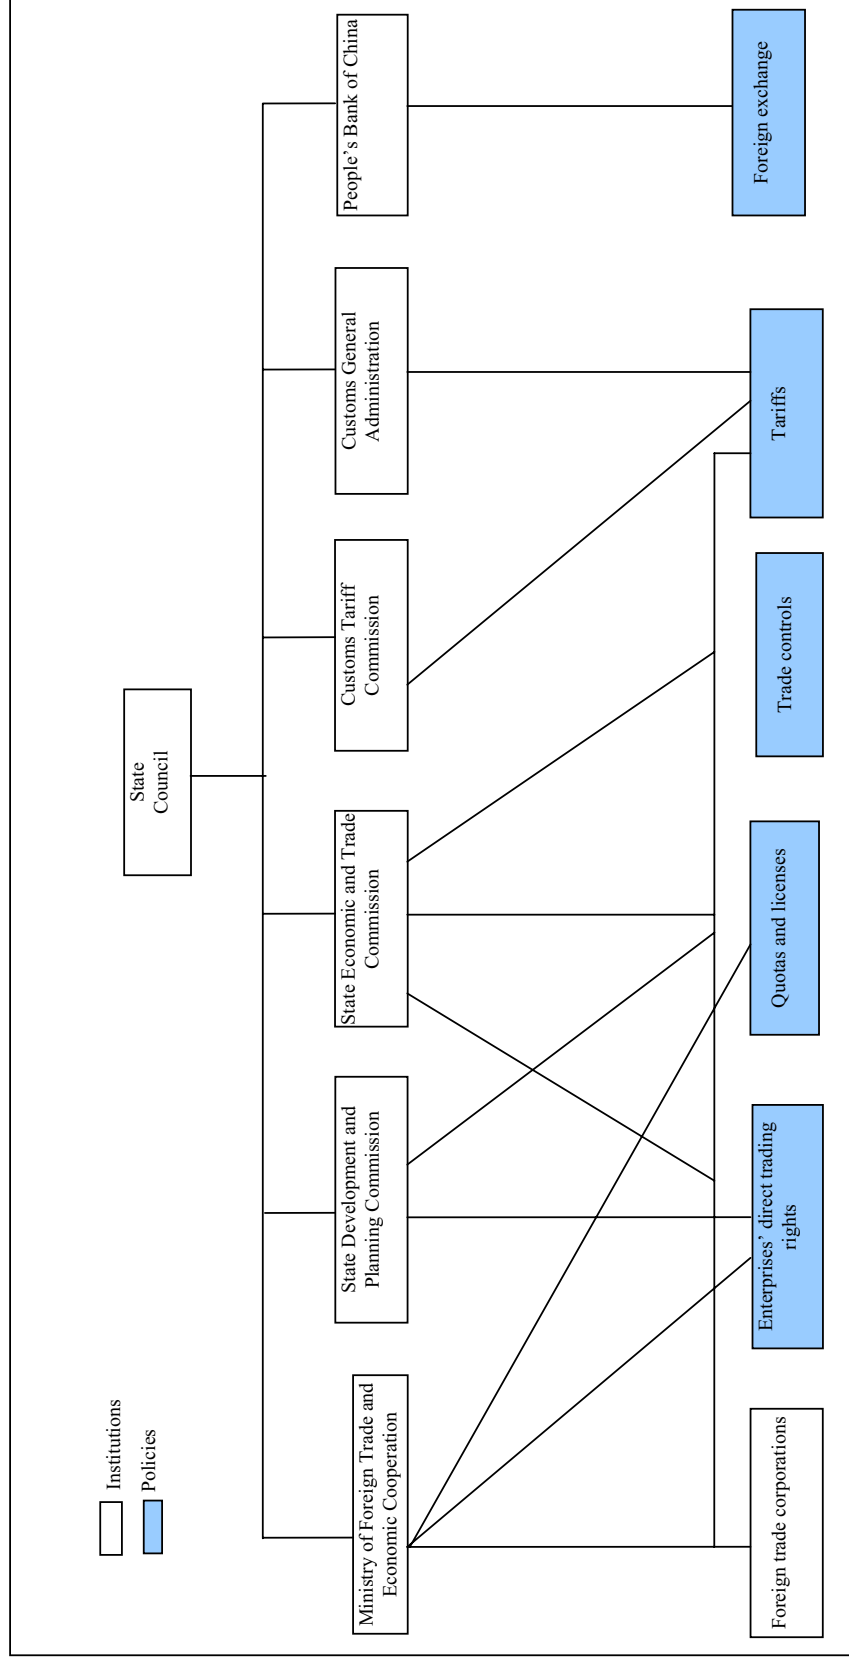 Institutions
Policies
State
Council
Ministry of Foreign Trade and
Economic Cooperation
State Development and
Planning Commission
State Economic and Trade
Commission
Customs Tariff
Commission
Customs General
Administration
People’s Bank of China
Foreign trade corporations
Enterprises’ direct trading
rights
Quotas and licenses
Trade controls
Tariffs
Foreign exchange